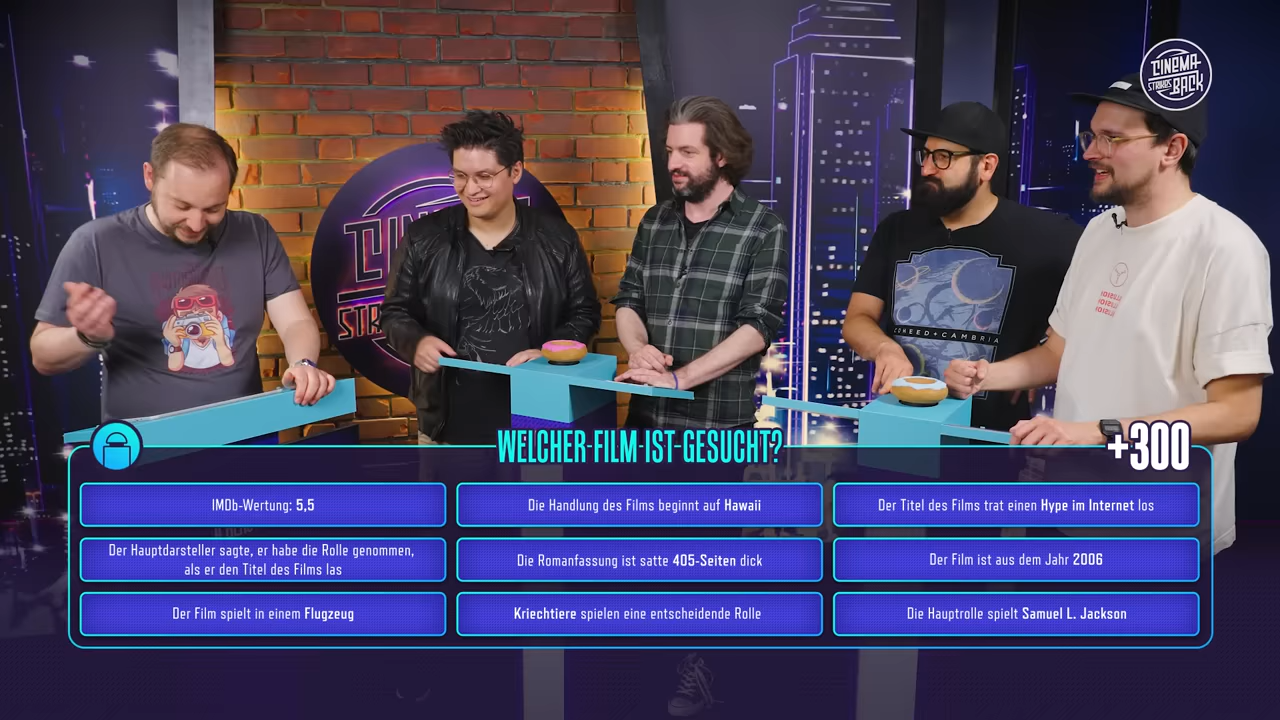 CINEMA
STRIKES
BACK
COHEED+CAMBRIA
WELCHER-FILM-IST-GESUCHT?
+300
IMDb-Wertung: 5,5
Die Handlung des Films beginnt auf Hawaii
Der Titel des Films trat einen Hype im Internet los
Der Hauptdarsteller sagte, er habe die Rolle genommen,
als er den Titel des Films las
Die Romanfassung ist satte 405-Seiten dick
Der Film ist aus dem Jahr 2006
Der Film spielt in einem Flugzeug
Kriechtiere spielen eine entscheidende Rolle
Die Hauptrolle spielt Samuel L. Jackson